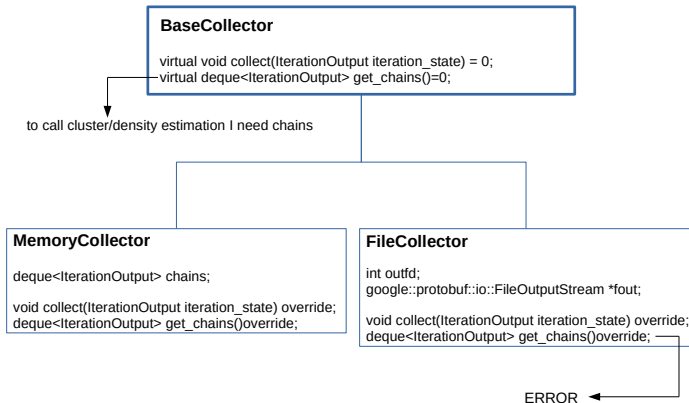 BaseCollector
virtual void collect(IterationOutput iteration_state) = 0;
virtual deque<IterationOutput> get_chains()=0;
to call cluster/density estimation I need chains
MemoryCollector
deque<IterationOutput> chains;
void collect(IterationOutput iteration_state) override;
deque<IterationOutput> get_chains()override;
FileCollector
int outfd;
google::protobuf::io::FileOutputStream *fout;
void collect(IterationOutput iteration_state) override;
deque<IterationOutput> get_chains()override;
ERROR